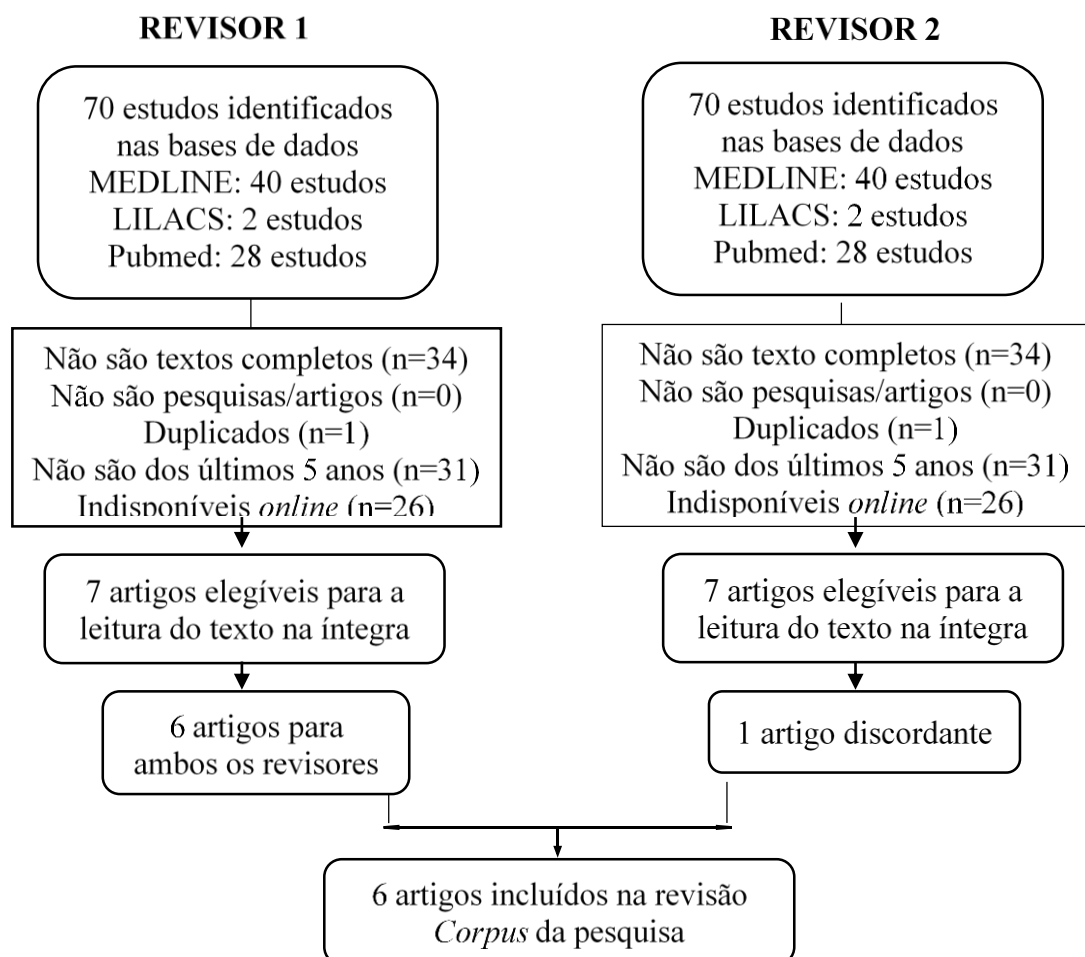 REVISOR 1
70 estudos identificados
nas bases de dados
MEDLINE: 40 estudos
LILACS: 2 estudos
Pubmed: 28 estudos
Não são textos completos (n=34)
Não são pesquisas/artigos (n=0)
Duplicados (n=1)
Não são dos últimos 5 anos (n=31)
Indisponíveis online (n=26)
7 artigos elegíveis para a
leitura do texto na íntegra
6 artigos para
ambos os revisores
REVISOR 2
70 estudos identificados
nas bases de dados
MEDLINE: 40 estudos
LILACS: 2 estudos
Pubmed: 28 estudos
Não são texto completos (n=34)
Não são pesquisas/artigos (n=0)
Duplicados (n=1)
Não são dos últimos 5 anos (n=31)
Indisponíveis online (n=26)
7 artigos elegíveis para a
leitura do texto na íntegra
1 artigo discordante
6 artigos incluídos na revisão
Corpus da pesquisa